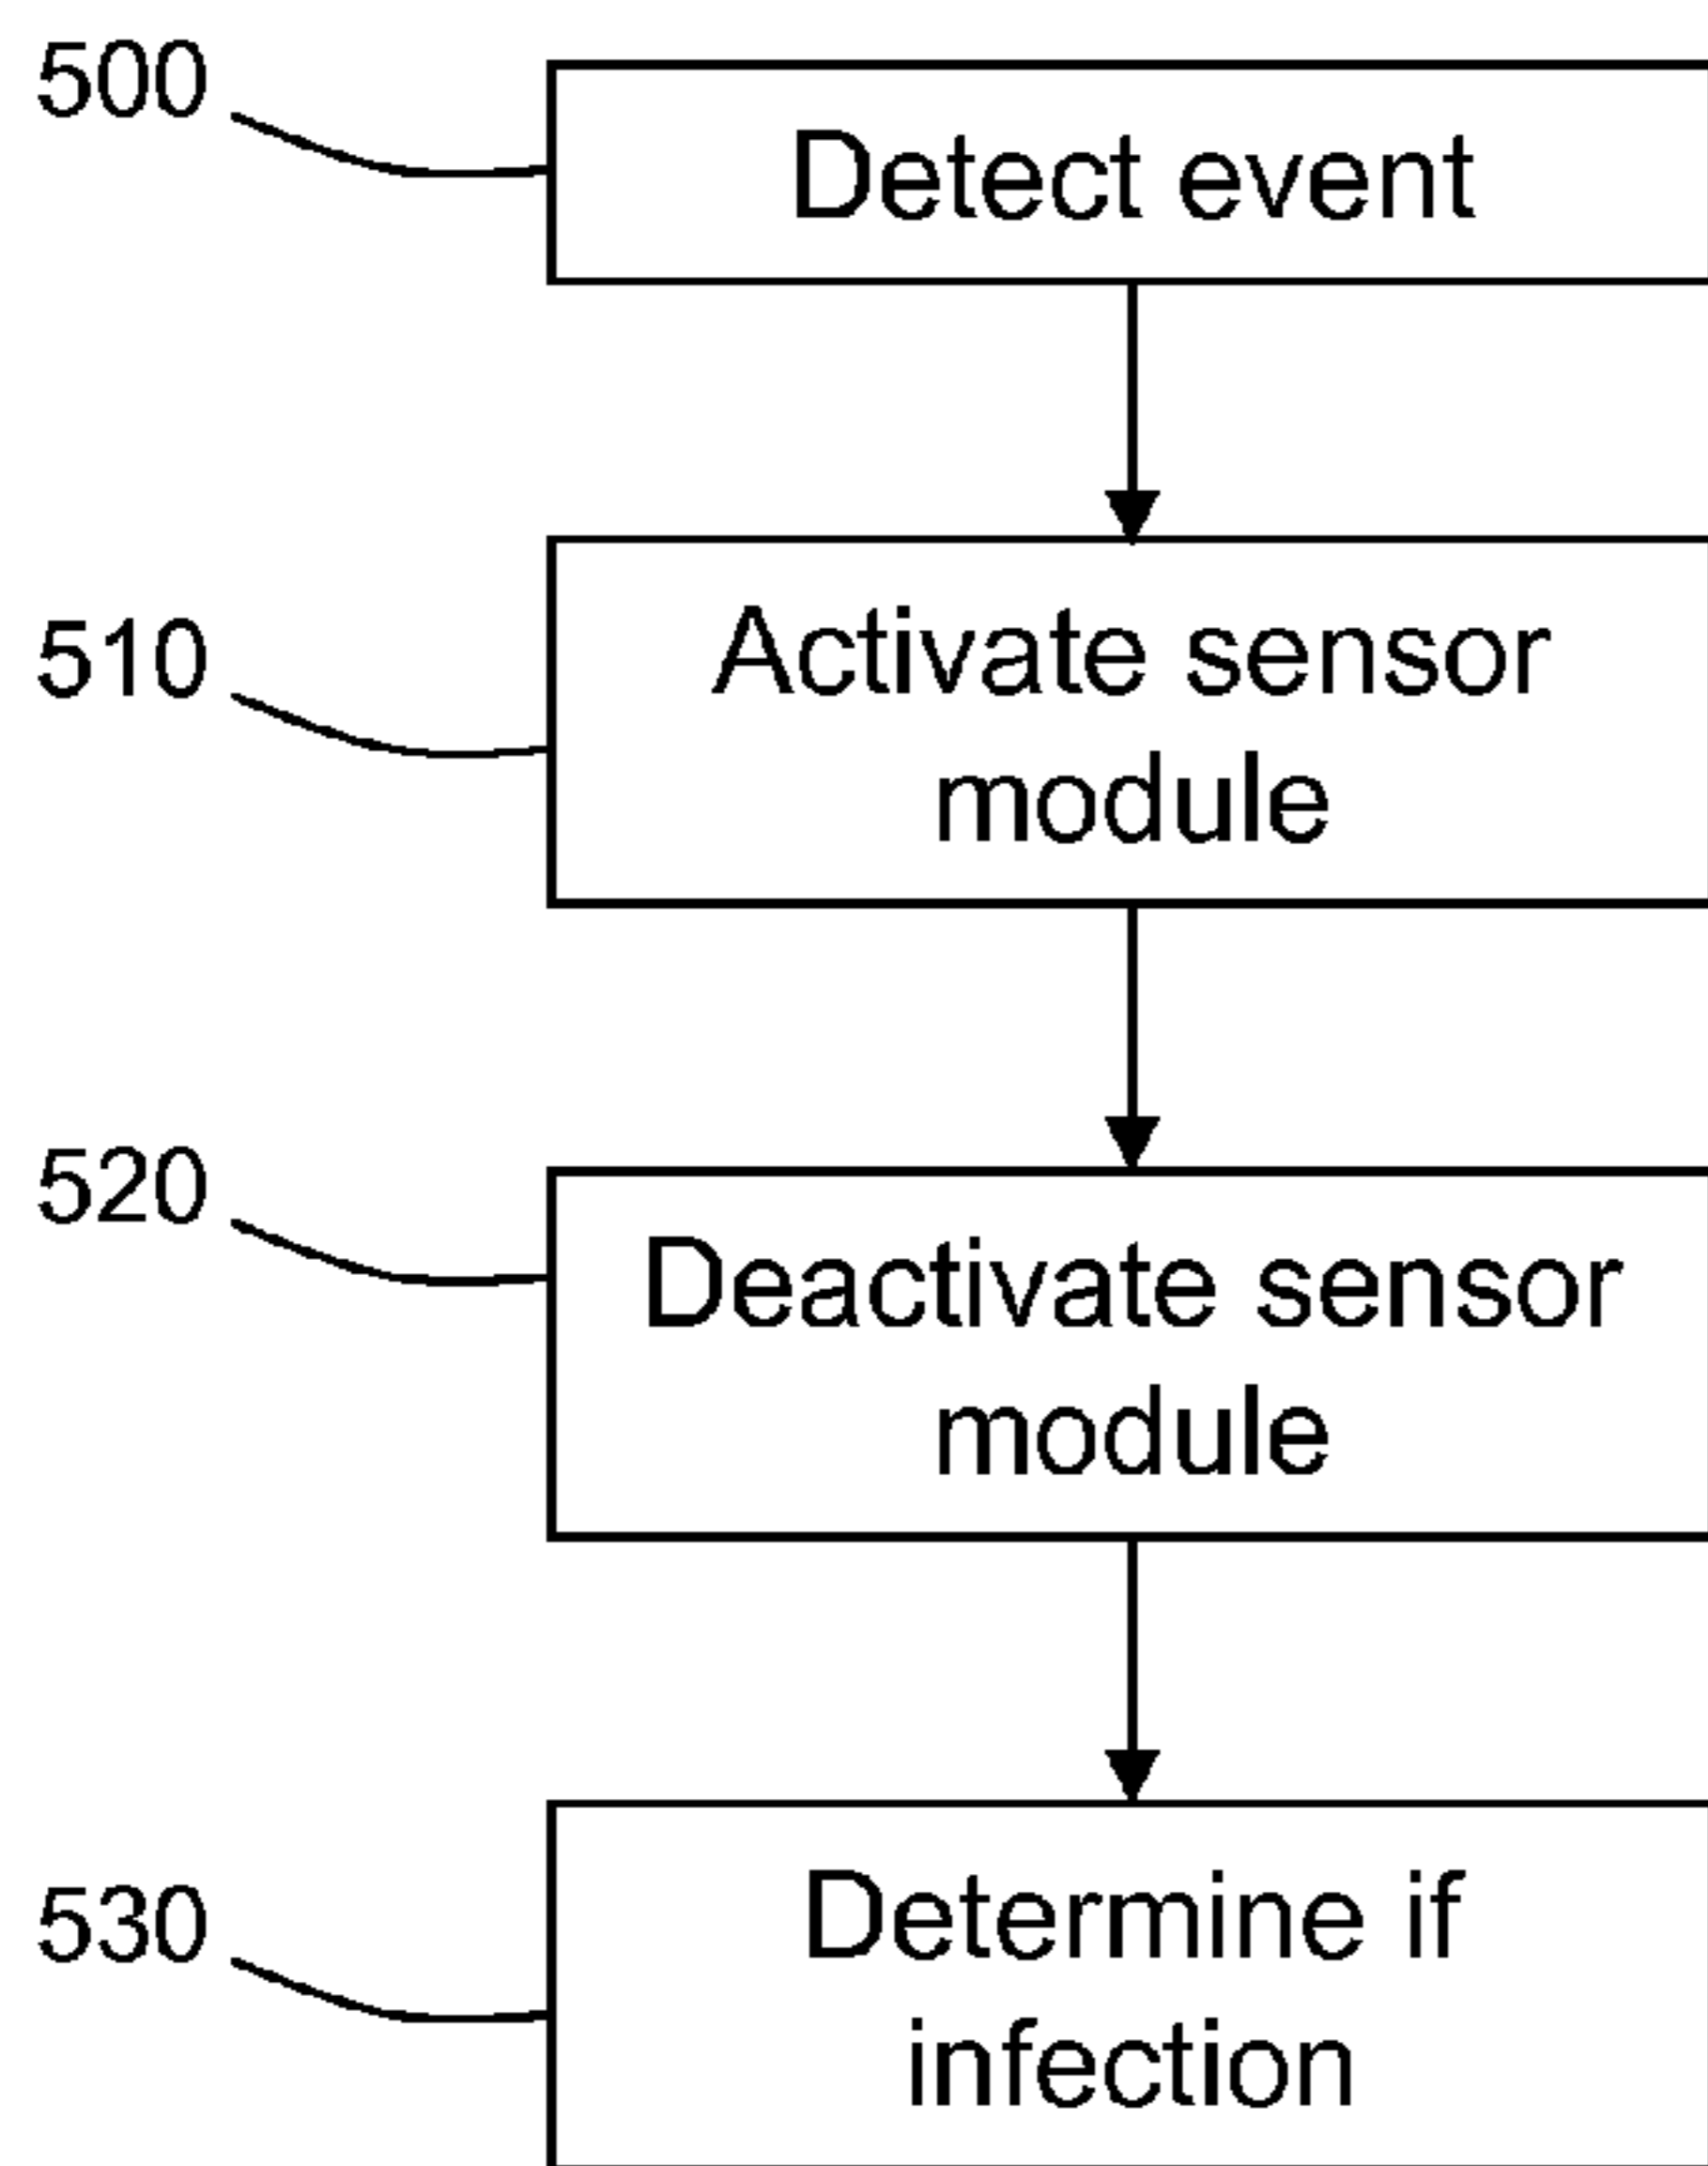 500
Detect event
510
Activate sensor
module
520
Deactivate sensor
module
530
Determine if
infection